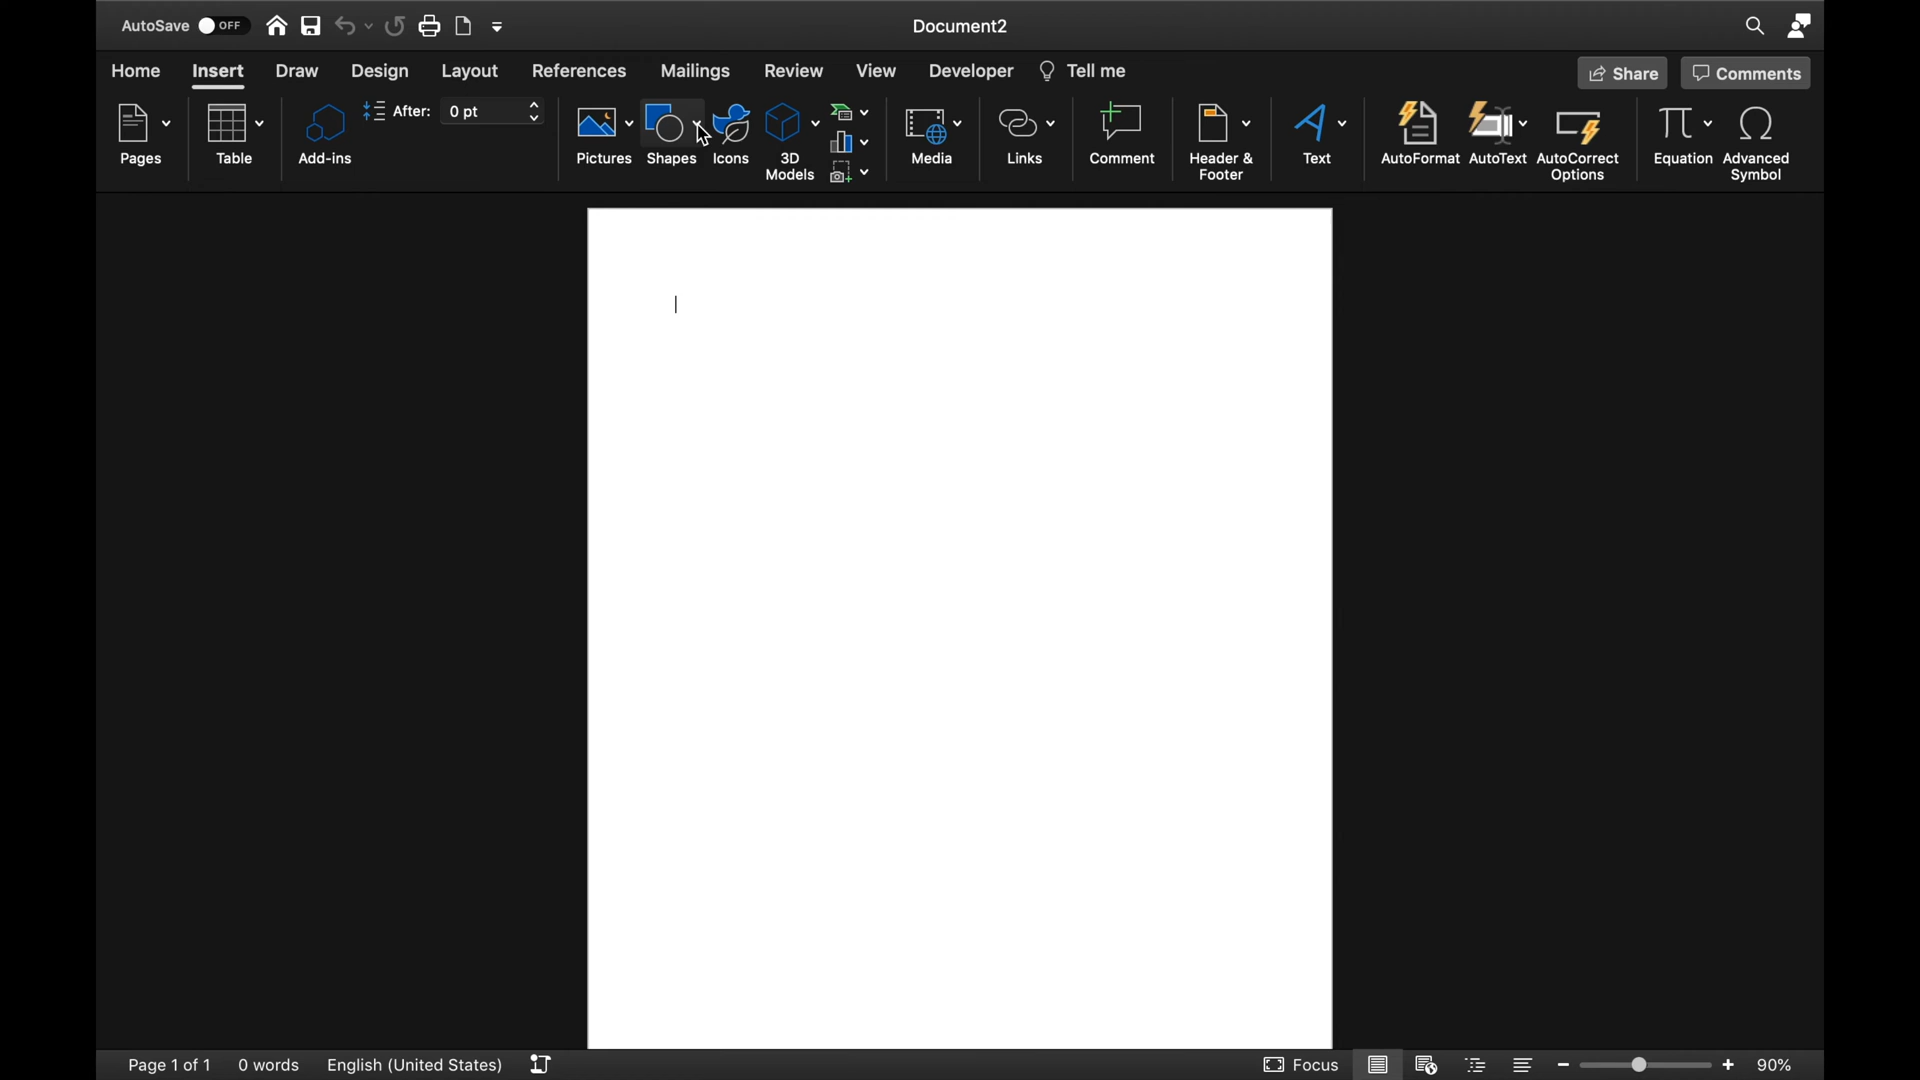 AutoSave OFF Document2
Home Insert Draw Design Layout References Mailings Review View Developer Tell me Share Comments
After: 0 pt
Pages Table Add-ins Pictures Shapes Icons 3D Models Media Links Comment Header & Footer Text AutoFormat AutoText AutoCorrect Options Equation Advanced Symbol
Page 1 of 1 0 words English (United States) Focus 90%